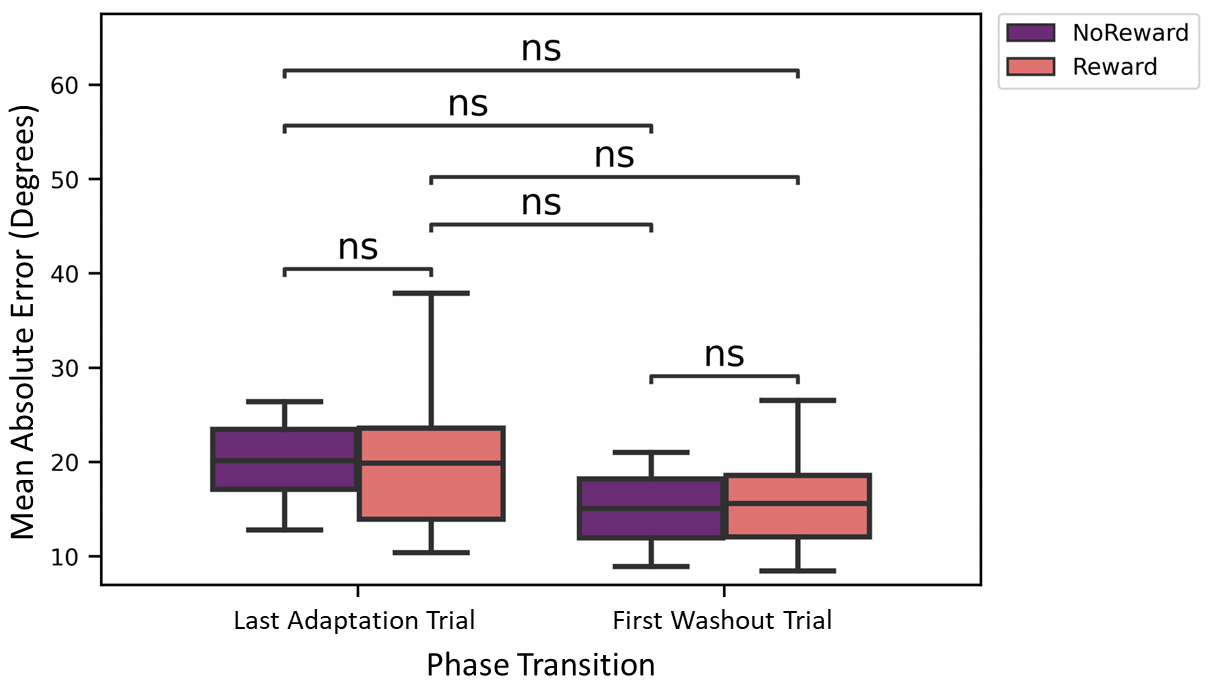 NoReward
Reward
ns
ns
ns
ns
ns
ns
Mean Absolute Error (Degrees)
60
50
40
30
20
10
Last Adaptation Trial
First Washout Trial
Phase Transition